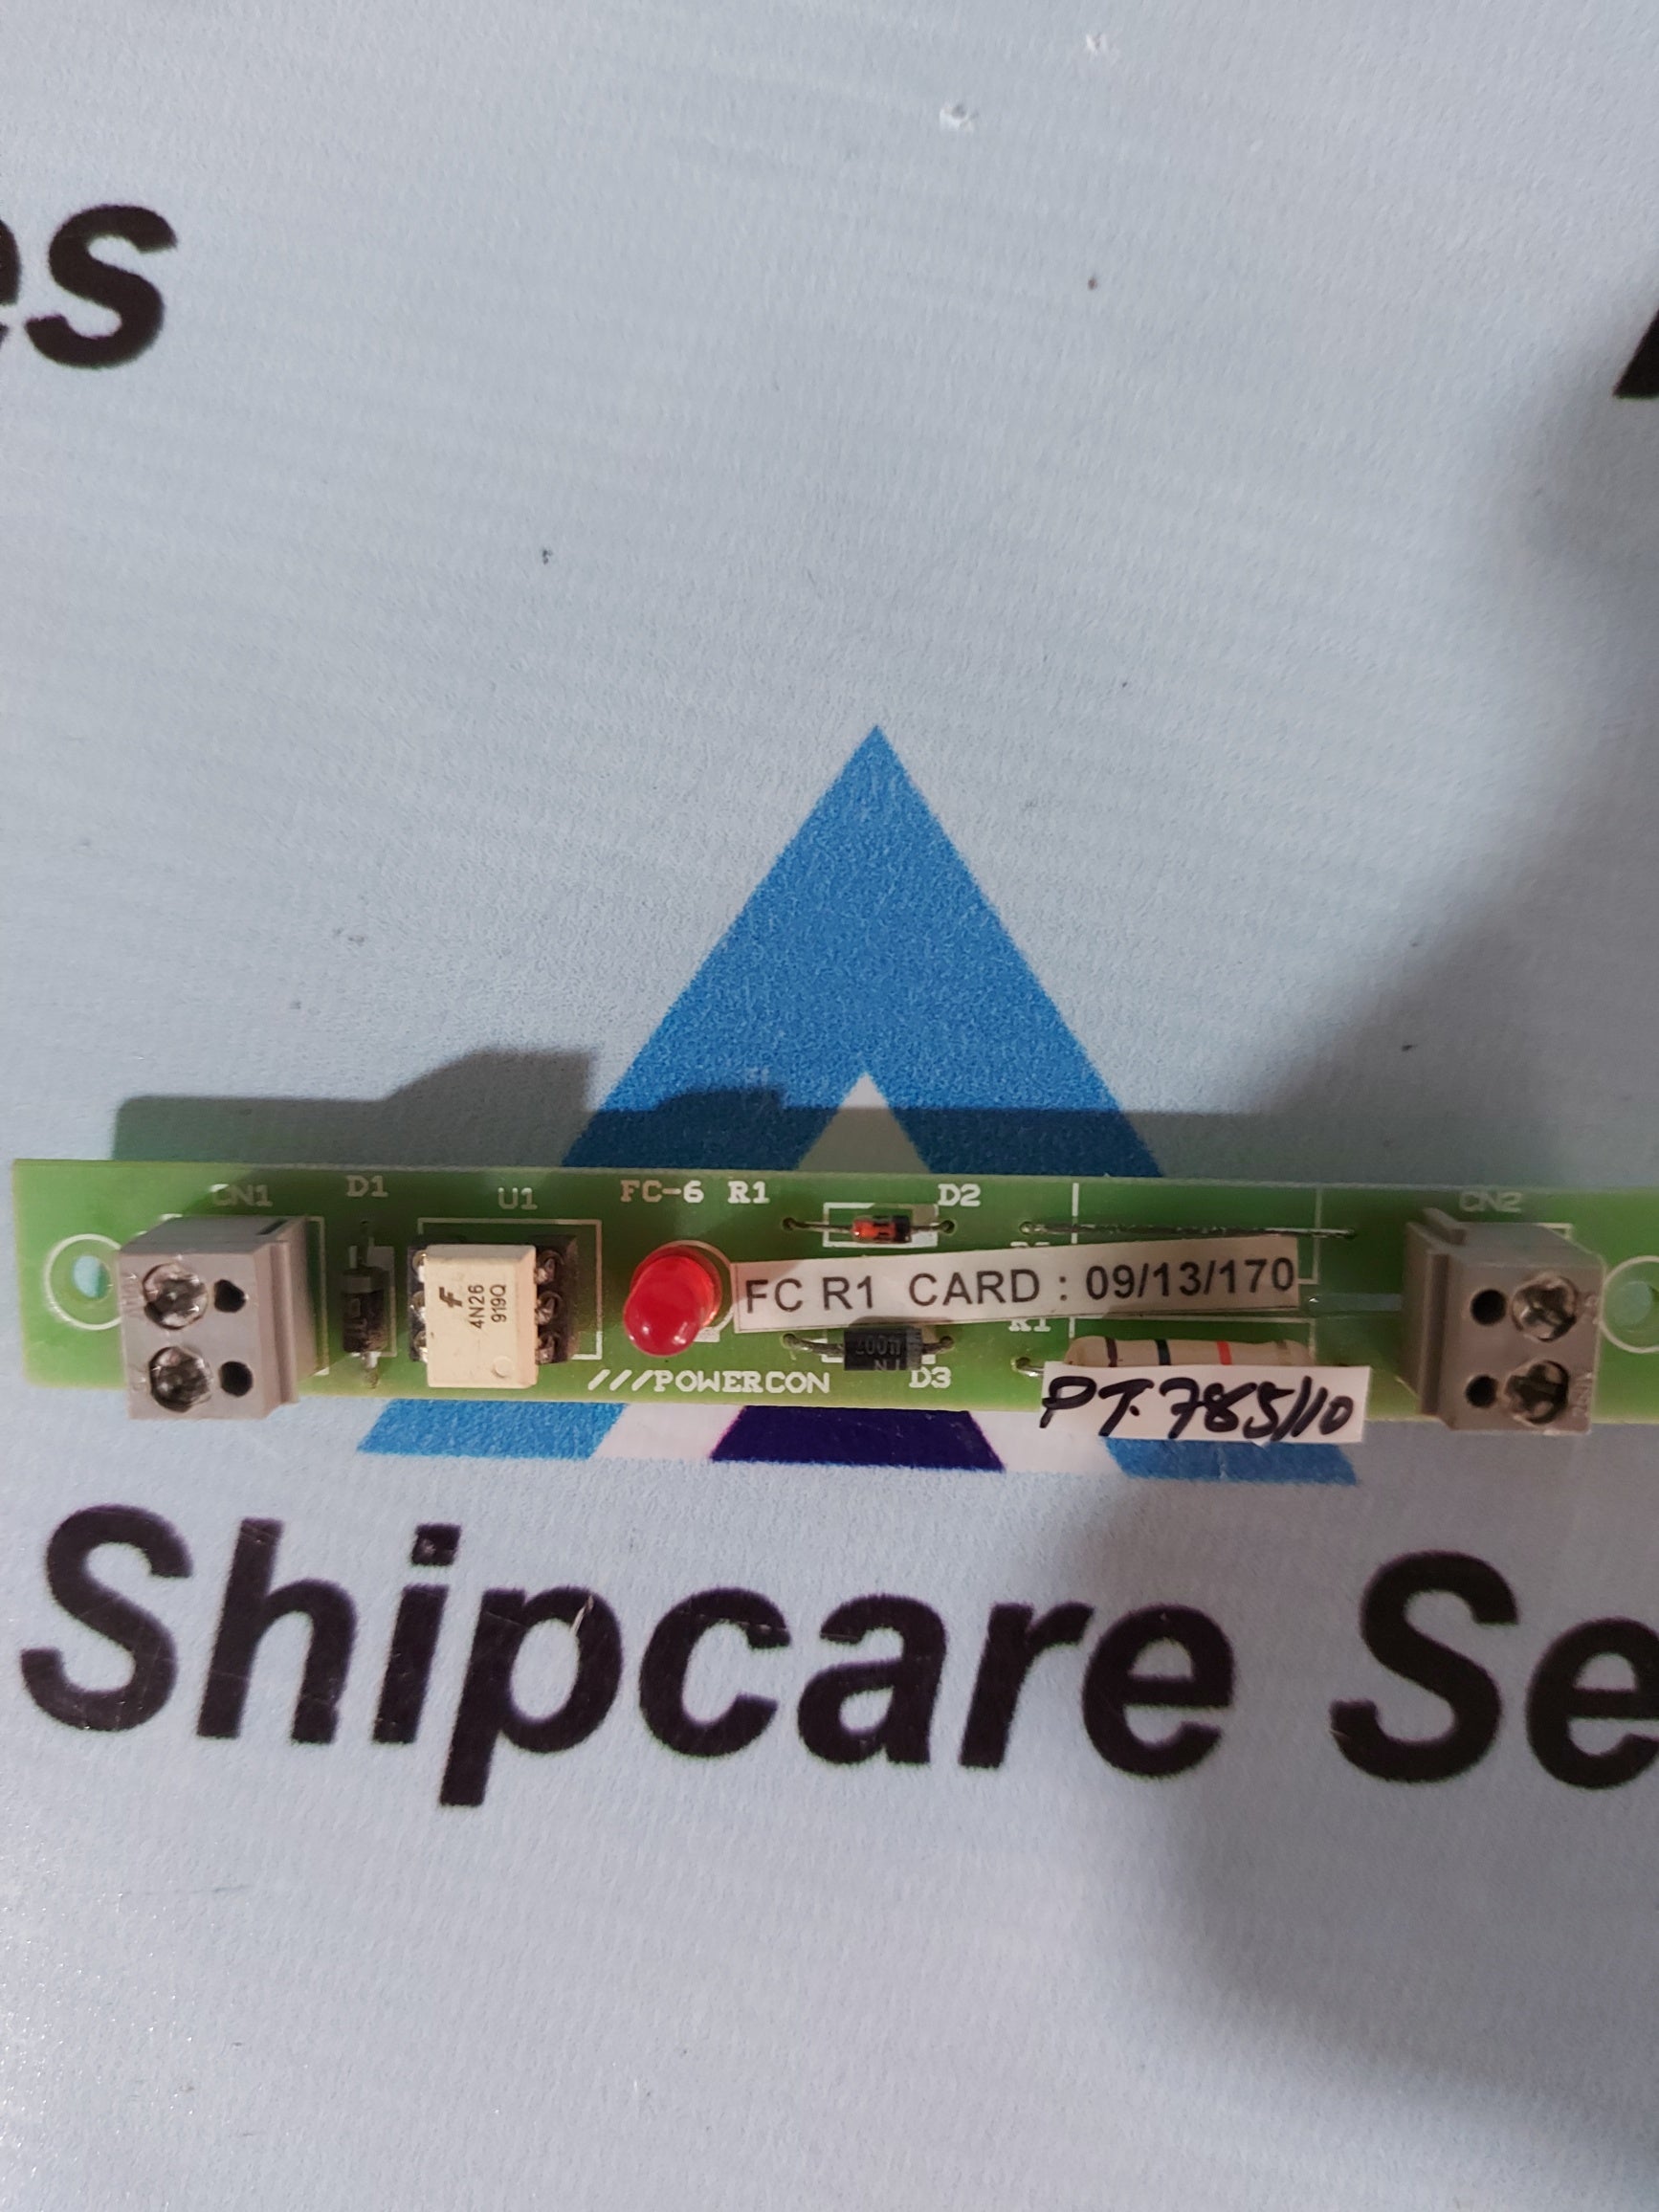 es
CN1
D1
U1
FC-6 R1
D2
CN2
F
4N26
919Q
FC R1 CARD : 09/13/170
R1
///POWERCON
D3
PT.785/10
Shipcare Se